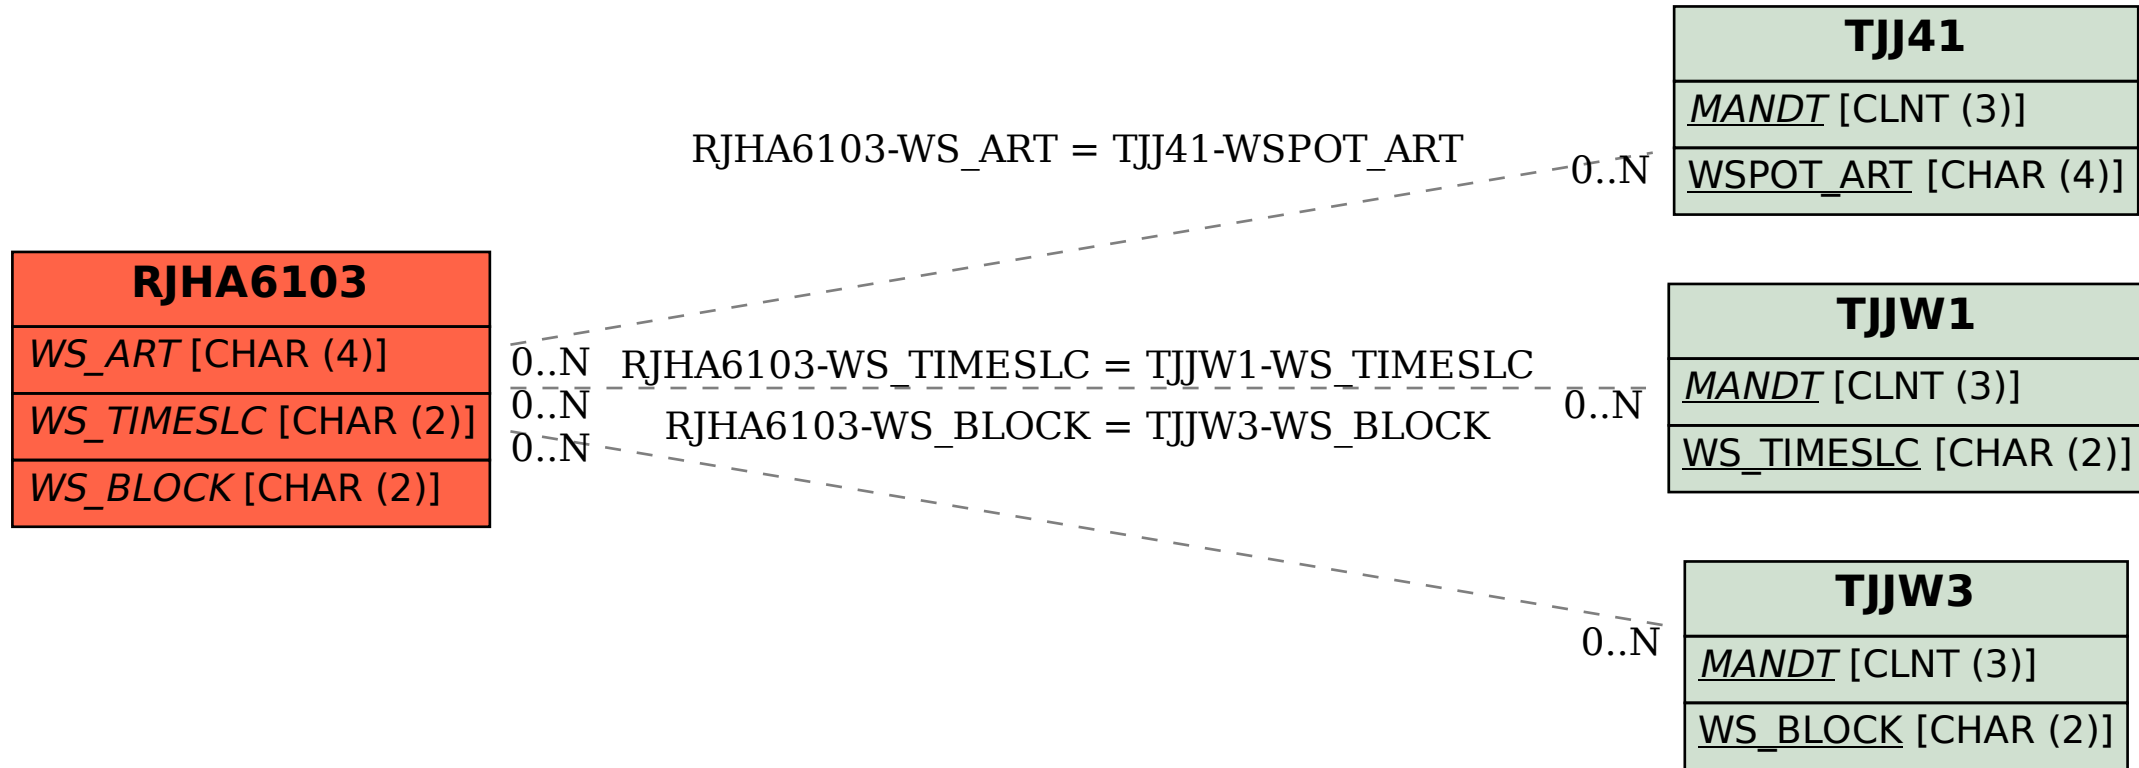 TJJ41
MANDT [CLNT (3)]
WSPOT_ART [CHAR (4)]
RJHA6103-WS_ART = TJJ41-WSPOT_ART
0..N
RJHA6103
WS_ART [CHAR (4)]
WS_TIMESLC [CHAR (2)]
WS_BLOCK [CHAR (2)]
0..N
RJHA6103-WS_TIMESLC = TJJW1-WS_TIMESLC
0..N
0..N
RJHA6103-WS_BLOCK = TJJW3-WS_BLOCK
0..N
TJJW1
MANDT [CLNT (3)]
WS_TIMESLC [CHAR (2)]
0..N
TJJW3
MANDT [CLNT (3)]
WS_BLOCK [CHAR (2)]